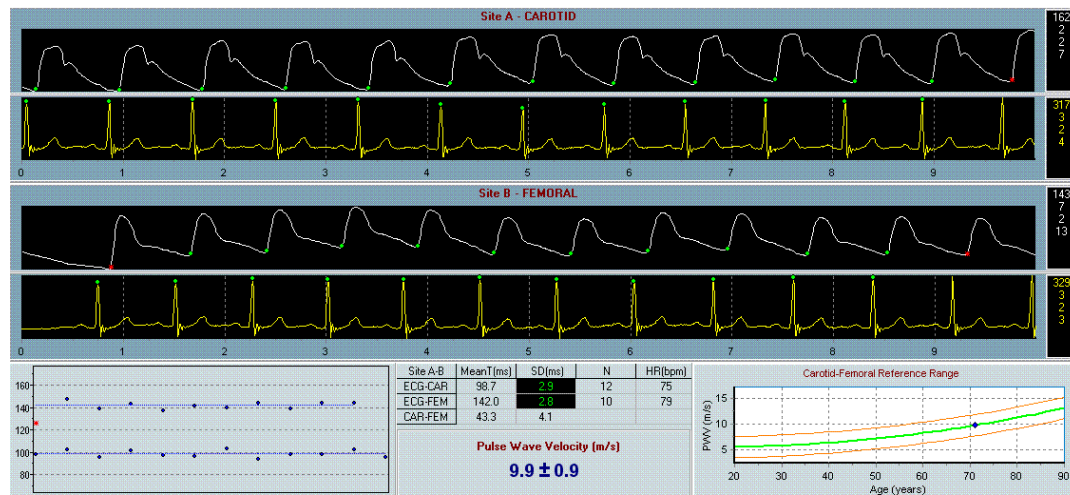 Site A - CAROTID
162
2
2
7
317
3
2
4
0 1 2 3 4 5 6 7 8 9
Site B - FEMORAL
143
7
2
13
329
3
2
3
0 1 2 3 4 5 6 7 8 9
160
140
120
100
80
Site A-B MeanT(ms) SD(ms) N HR(bpm)
ECG-CAR 98.7 2.9 12 75
ECG-FEM 142.0 2.8 10 79
CAR-FEM 43.3 4.1
Pulse Wave Velocity (m/s)
9.9 ± 0.9
Carotid-Femoral Reference Range
PWV (m/s)
15
10
5
20 30 40 50 60 70 80 90
Age (years)